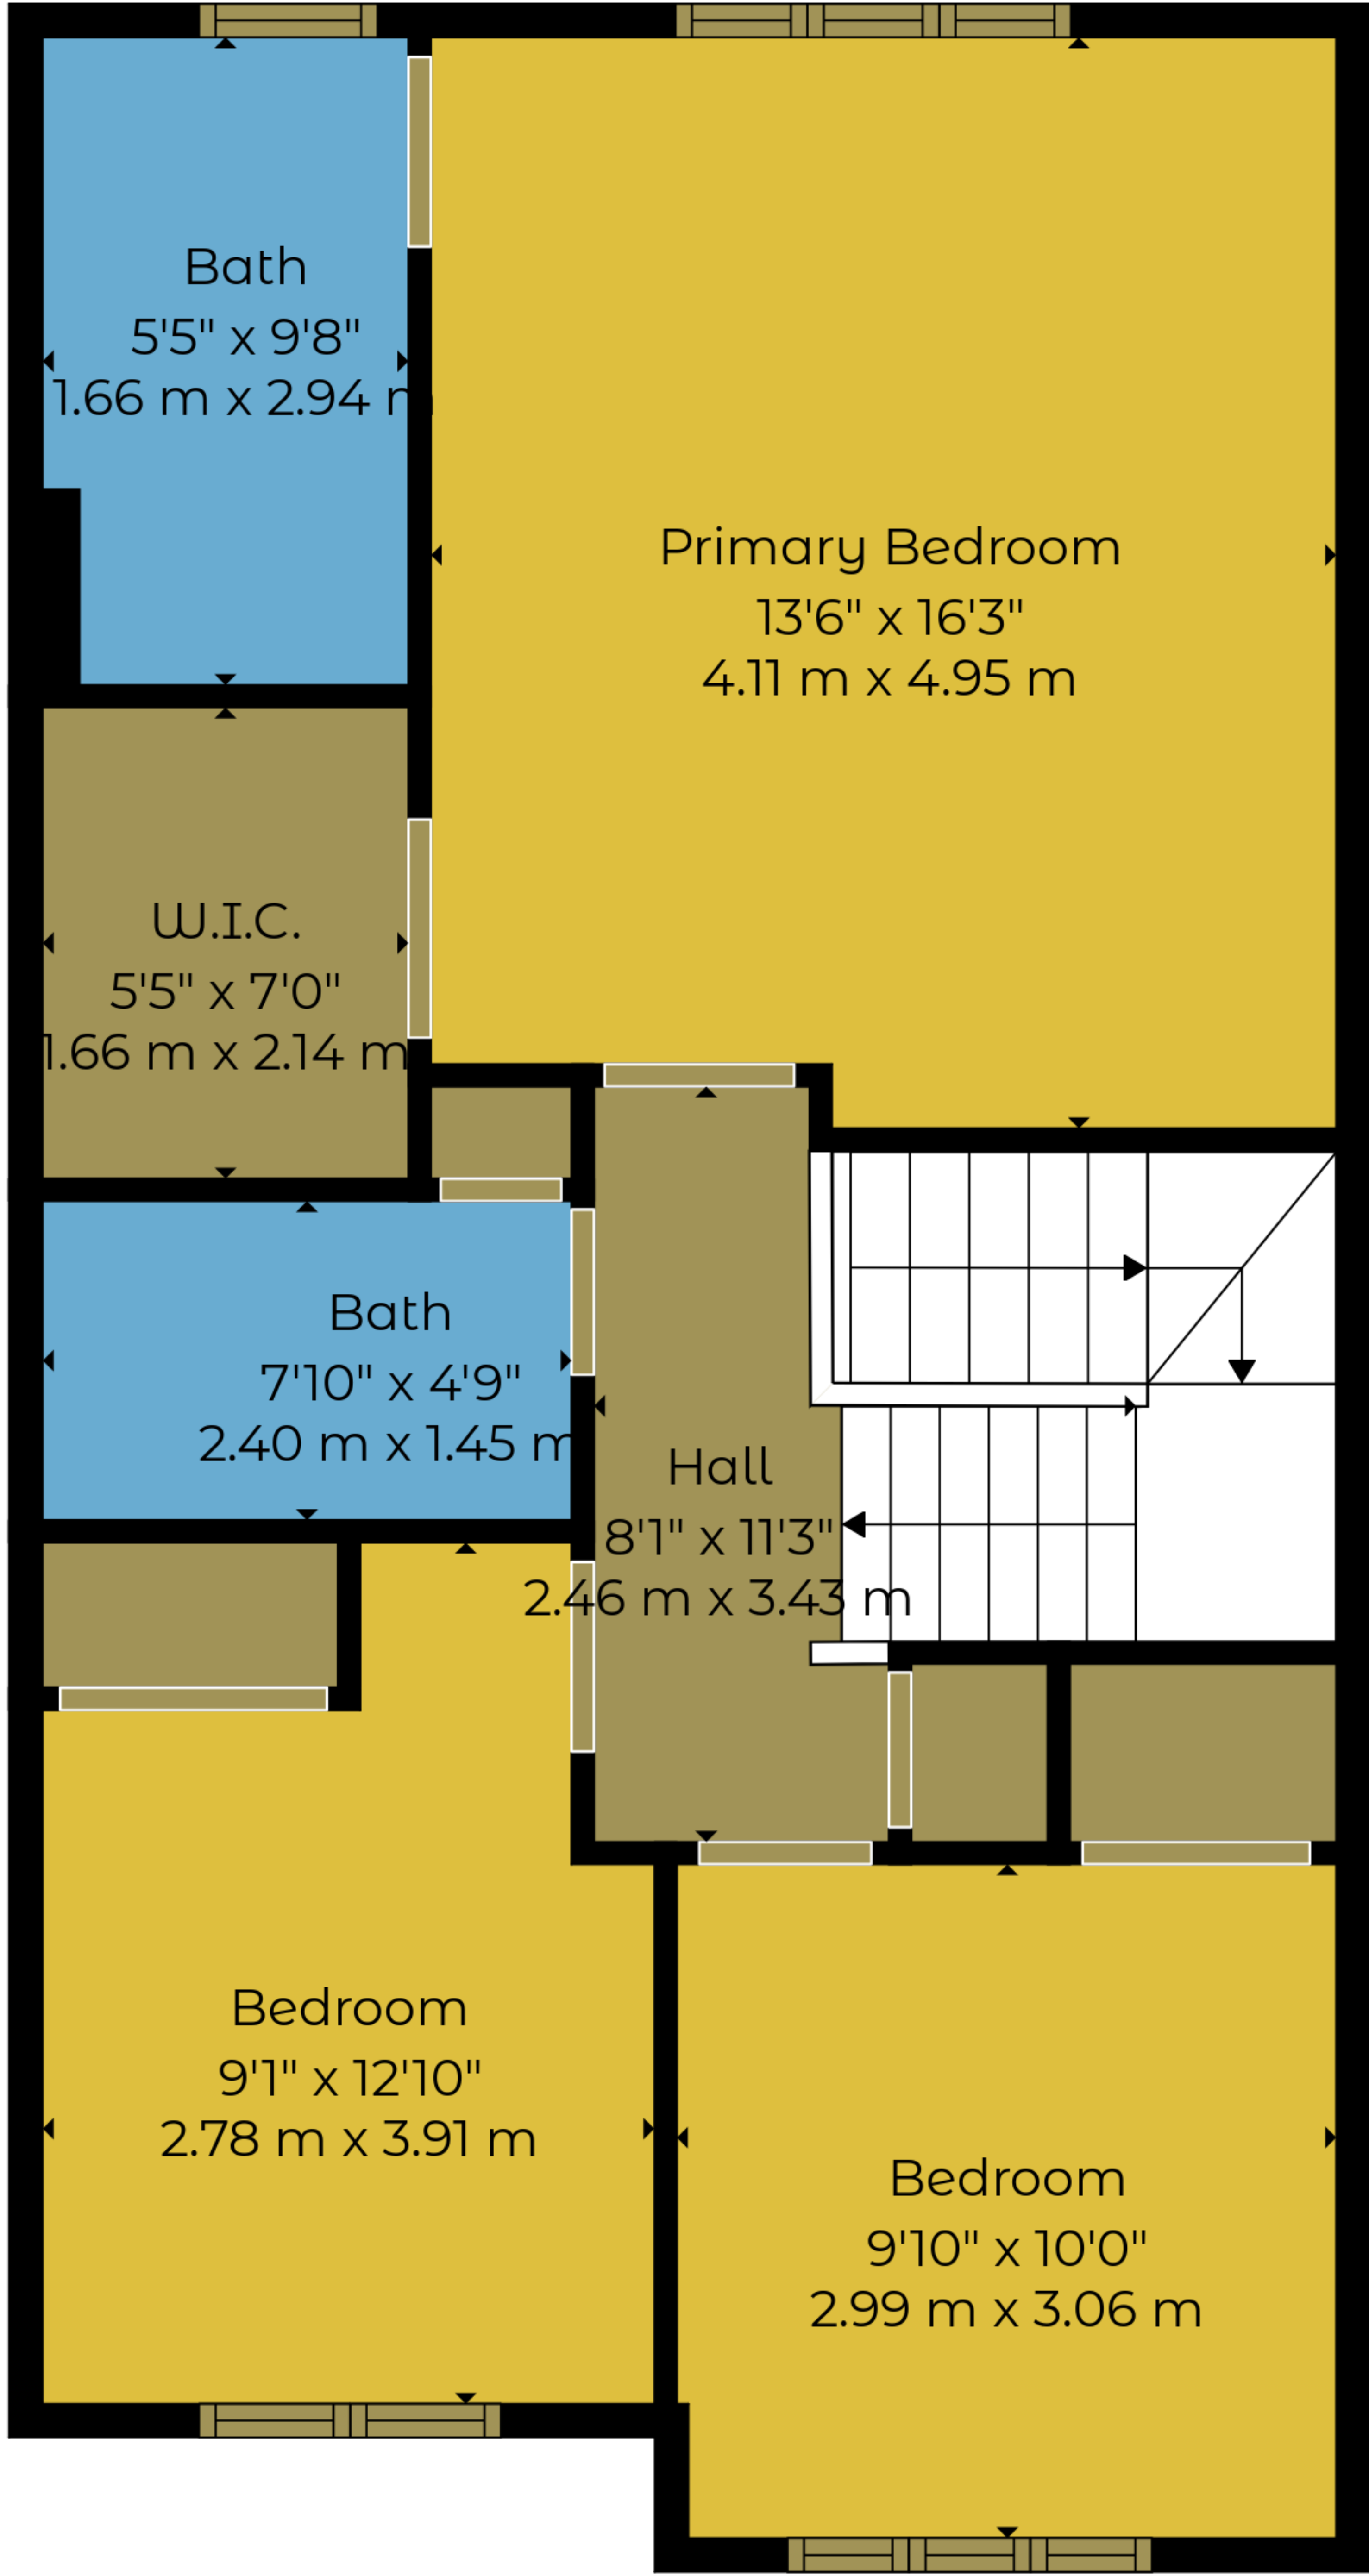 Bath
5'5" x 9'8"
1.66 m x 2.94 m
Primary Bedroom
13'6" x 16'3"
4.11 m x 4.95 m
W.I.C.
5'5" x 7'0"
1.66 m x 2.14 m
Bath
7'10" x 4'9"
2.40 m x 1.45 m
Hall
8'1" x 11'3"
2.46 m x 3.43 m
Bedroom
9'1" x 12'10"
2.78 m x 3.91 m
Bedroom
9'10" x 10'0"
2.99 m x 3.06 m